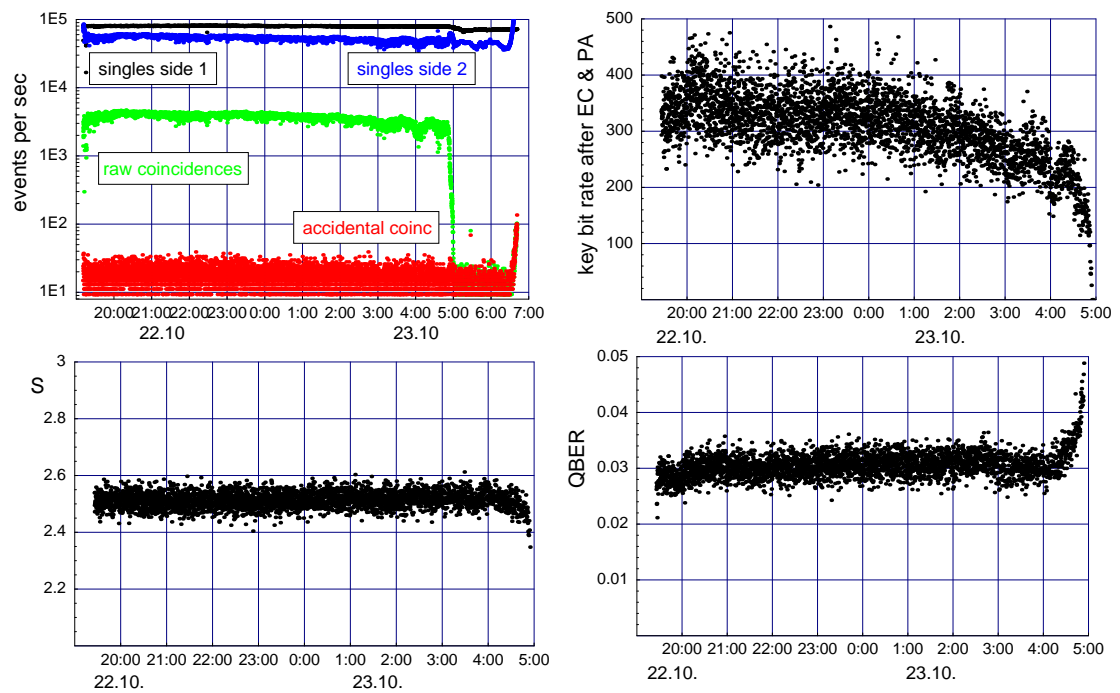 1E5
1E4
1E3
1E2
1E1
events per sec
singles side 1
singles side 2
raw coincidences
accidental coinc
20:00 21:00 22:00 23:00 0:00 1:00 2:00 3:00 4:00 5:00 6:00 7:00
22.10 23.10
500
400
300
200
100
key bit rate after EC & PA
20:00 21:00 22:00 23:00 0:00 1:00 2:00 3:00 4:00 5:00
22.10. 23.10.
3
2.8
2.6
2.4
2.2
S
20:00 21:00 22:00 23:00 0:00 1:00 2:00 3:00 4:00 5:00
22.10. 23.10.
0.05
0.04
0.03
0.02
0.01
QBER
20:00 21:00 22:00 23:00 0:00 1:00 2:00 3:00 4:00 5:00
22.10. 23.10.